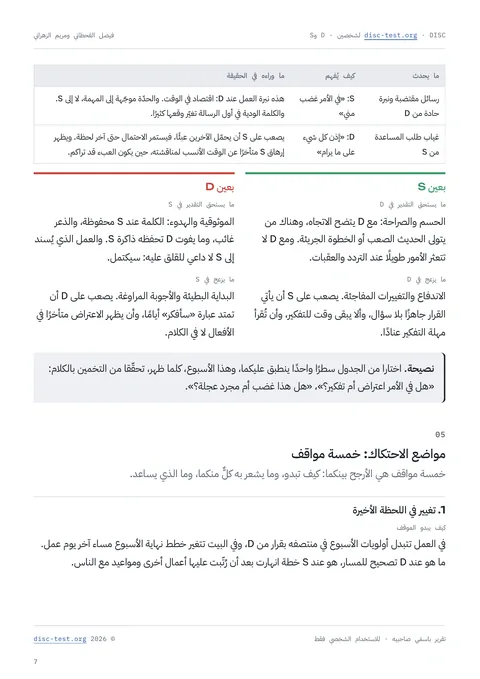 DISC · disc-test.org لشخصين · D وS
فيصل القحطاني ومريم الزهراني
ما يحدث
كيف يُفهم
ما وراءه في الحقيقة
رسائل مقتضبة ونبرة
حادة من D
S: «في الأمر غضب
مني»
هذه نبرة العمل عند D: اقتصاد في الوقت. والحدّة موجّهة إلى المهمة، لا إلى S.
والكلمة الودية في أول الرسالة تغيّر وقعها كثيرًا.
غياب طلب المساعدة
من S
D: «إذن كل شيء
على ما يرام»
يصعب على S أن يحمّل الآخرين عبئًا، فيستمر الاحتمال حتى آخر لحظة. ويظهر
إرهاق S متأخرًا عن الوقت الأنسب لمناقشته، حين يكون العبء قد تراكم.
بعين S
ما يستحق التقدير في D
الحسم والصراحة: مع D يتضح الاتجاه، وهناك من
يتولى الحديث الصعب أو الخطوة الجريئة. ومع D لا
تتعثر الأمور طويلًا عند التردد والعقبات.
ما يزعج في D
الاندفاع والتغييرات المفاجئة. يصعب على S أن يأتي
القرار جاهزًا بلا سؤال، وألا يبقى وقت للتفكير، وأن تُقرأ
مهلة التفكير عنادًا.
بعين D
ما يستحق التقدير في S
الموثوقية والهدوء: الكلمة عند S محفوظة، والذعر
غائب، وما يفوت D تحفظه ذاكرة S. والعمل الذي يُسند
إلى S لا داعي للقلق عليه: سيكتمل.
ما يزعج في S
البداية البطيئة والأجوبة المراوغة. يصعب على D أن
تمتد عبارة «سأفكر» أيامًا، وأن يظهر الاعتراض متأخرًا في
الأفعال لا في الكلام.
نصيحة. اختارا من الجدول سطرًا واحدًا ينطبق عليكما، وهذا الأسبوع، كلما ظهر، تحقّقا من التخمين بالكلام:
«هل في الأمر اعتراض أم تفكير؟»، «هل هذا غضب أم مجرد عجلة؟».
05
مواضع الاحتكاك: خمسة مواقف
خمسة مواقف هي الأرجح بينكما: كيف تبدو، وما يشعر به كلٌّ منكما، وما الذي يساعد.
1. تغيير في اللحظة الأخيرة
كيف يبدو الموقف
في العمل تتبدل أولويات الأسبوع في منتصفه بقرار من D، وفي البيت تتغير خطط نهاية الأسبوع مساء آخر يوم عمل.
ما هو عند D تصحيح للمسار، هو عند S خطة انهارت بعد أن رُتّبت عليها أعمال أخرى ومواعيد مع الناس.
تقرير باسمَي صاحبيه · للاستخدام الشخصي فقط
disc-test.org 2026 ©
7